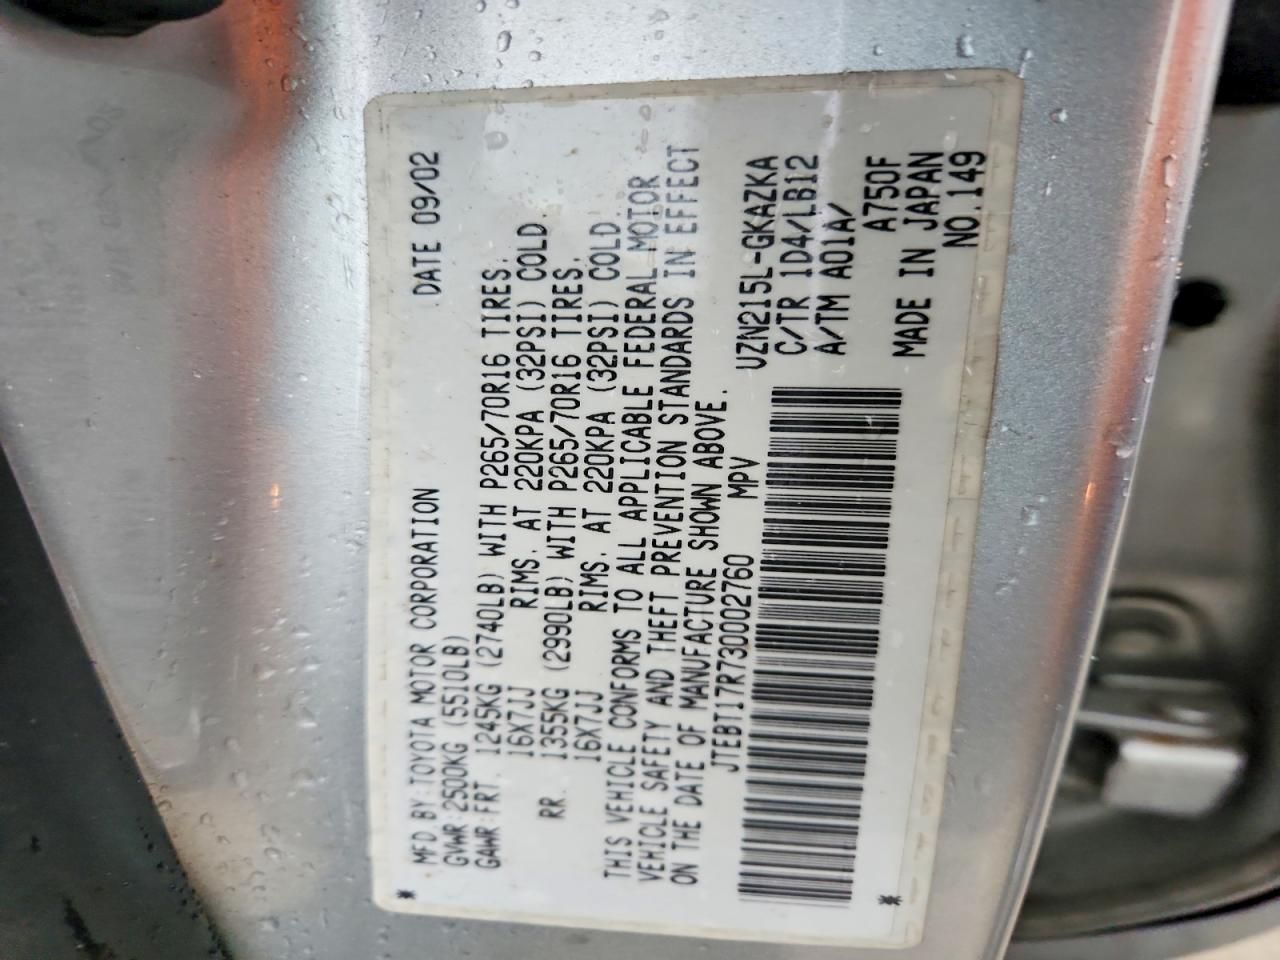 MFD BY:TOYOTA MOTOR CORPORATION DATE 09/02
GVWR:2500KG (5510LB)
GAWR:FRT. 1245KG (2740LB) WITH P265/70R16 TIRES.
16X7JJ RIMS. AT 220KPA (32PSI) COLD.
RR. 1355KG (2990LB) WITH P265/70R16 TIRES.
16X7JJ RIMS. AT 220KPA (32PSI) COLD.
THIS VEHICLE CONFORMS TO ALL APPLICABLE FEDERAL MOTOR
VEHICLE SAFETY AND THEFT PREVENTION STANDARDS IN EFFECT
ON THE DATE OF MANUFACTURE SHOWN ABOVE.
JTEBT17R730002760 MPV UZN215L-GKAZKA
C/TR 1D4/LB12
A/TM A01A/ A750F
MADE IN JAPAN
NO.149